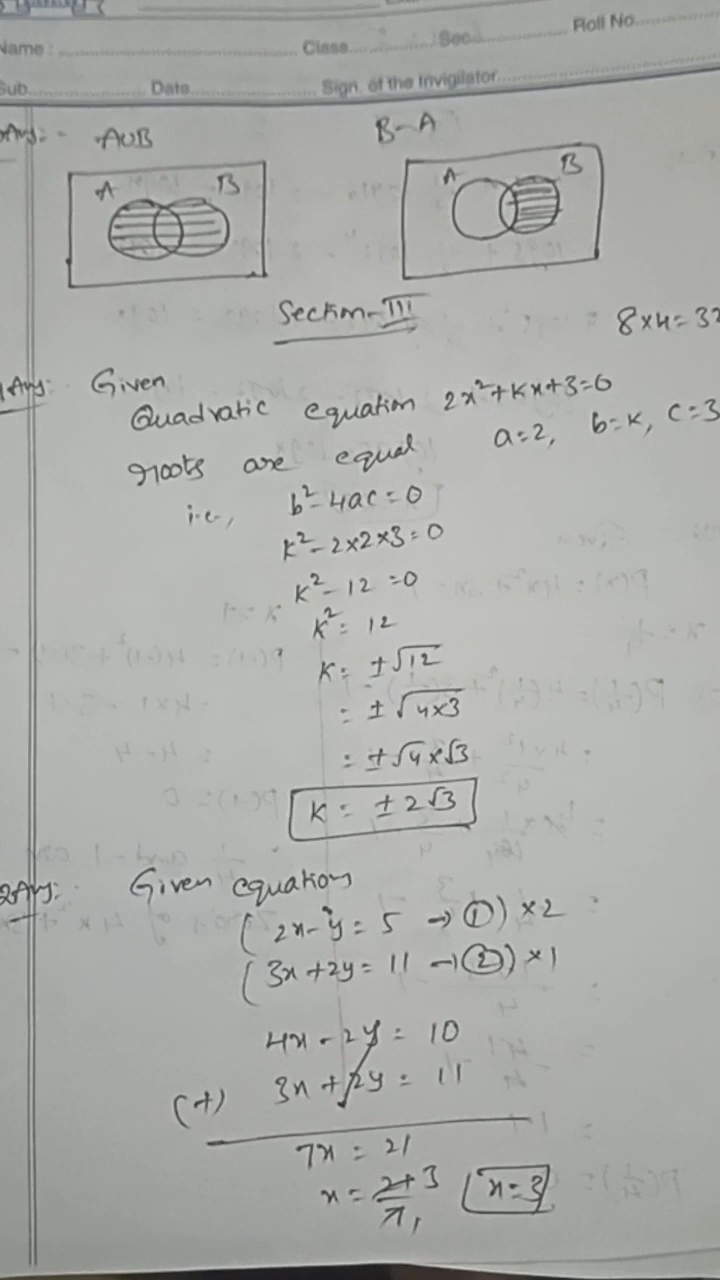 Name : Class Sec Roll No.
Sub. Date Sign. of the Invigilator
Ans:- A∪B B-A
A B A B
Section-III
8×4=32
1Ans: Given
Quadratic equation 2x²+Kx+3=0
roots are equal a=2, b=K, c=3
i.e, b²-4ac=0
K²-2×2×3=0
K²-12=0
K²=12
K= ±√12
= ±√4×3
= ±√4×√3
K= ±2√3
2Ans: Given equations
(2x-y=5 →①)×2
(3x+2y=11 →②)×1
4x-2y=10
(+) 3x+2y=11
7x=21
x=21 3
7 1 x=3